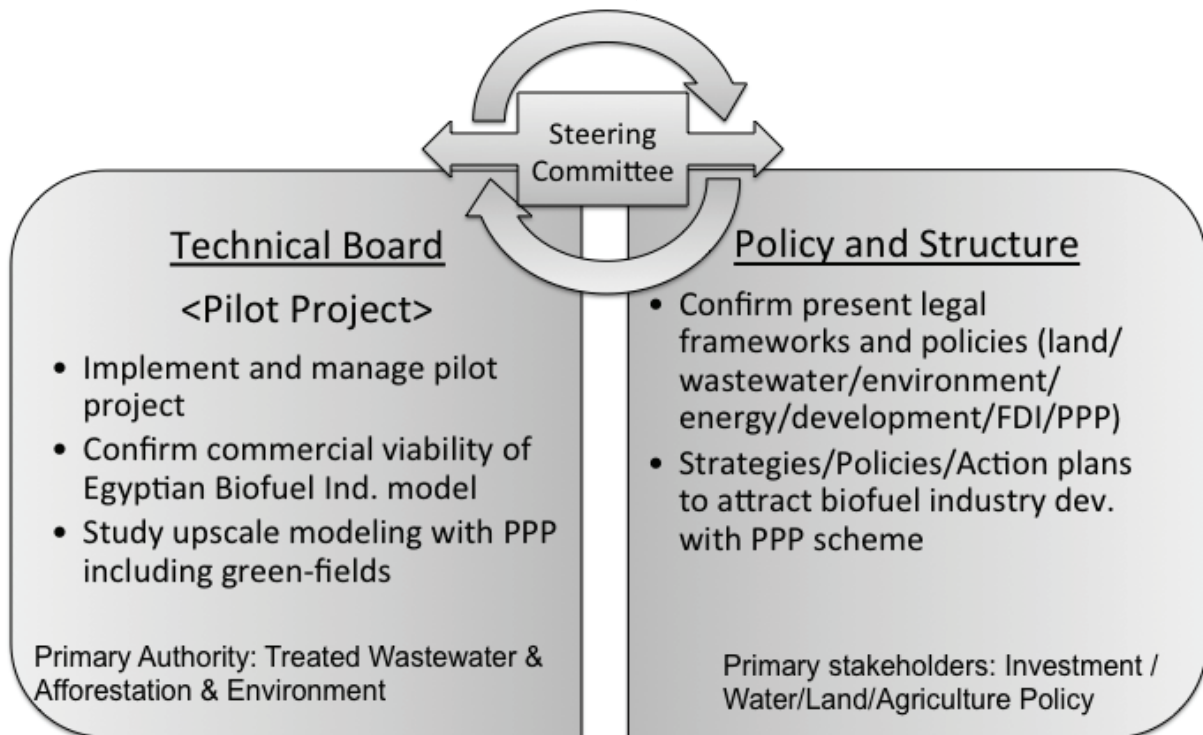 Steering
Committee
Technical Board
<Pilot Project>
• Implement and manage pilot
project
• Confirm commercial viability of
Egyptian Biofuel Ind. model
• Study upscale modeling with PPP
including green-fields
Primary Authority: Treated Wastewater &
Afforestation & Environment
Policy and Structure
• Confirm present legal
frameworks and policies (land/
wastewater/environment/
energy/development/FDI/PPP)
• Strategies/Policies/Action plans
to attract biofuel industry dev.
with PPP scheme
Primary stakeholders: Investment /
Water/Land/Agriculture Policy